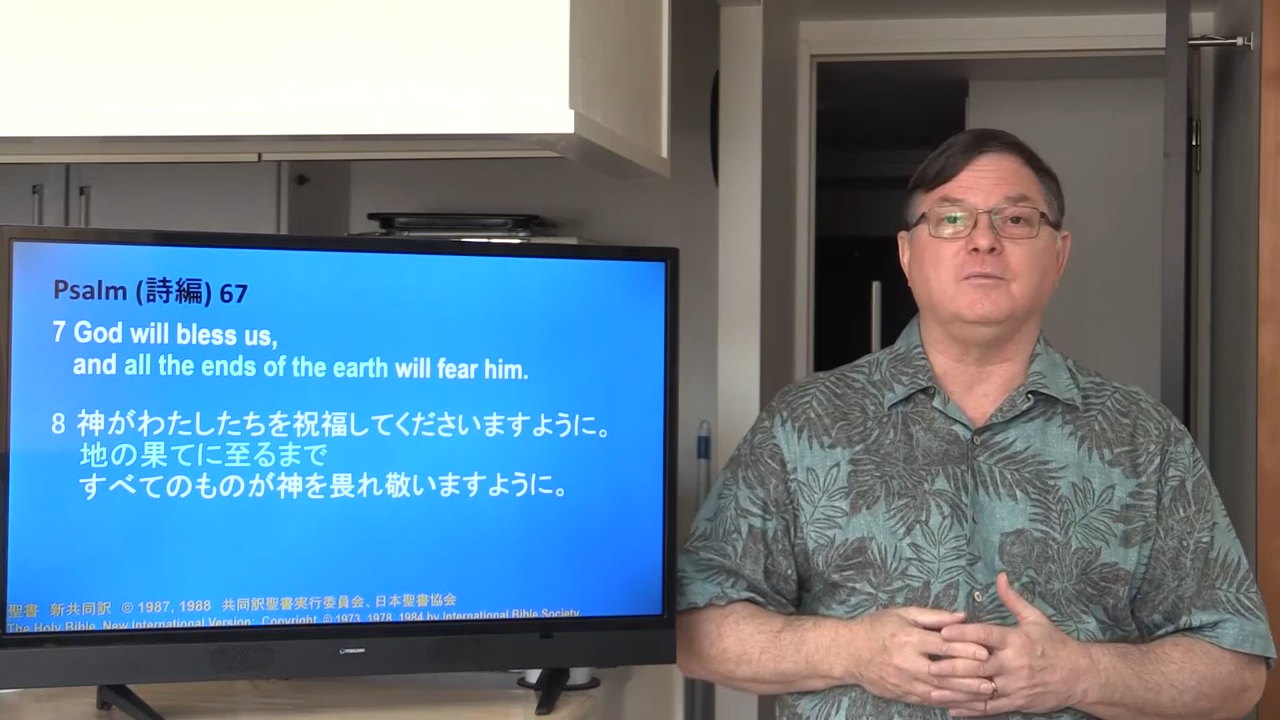 Psalm (詩編) 67
7 God will bless us,
and all the ends of the earth will fear him.
8 神がわたしたちを祝福してくださいますように。
地の果てに至るまで
すべてのものが神を畏れ敬いますように。
聖書 新共同訳 © 1987, 1988 共同訳聖書実行委員会、日本聖書協会
The Holy Bible, New International Version; Copyright © 1973, 1978, 1984 by International Bible Society